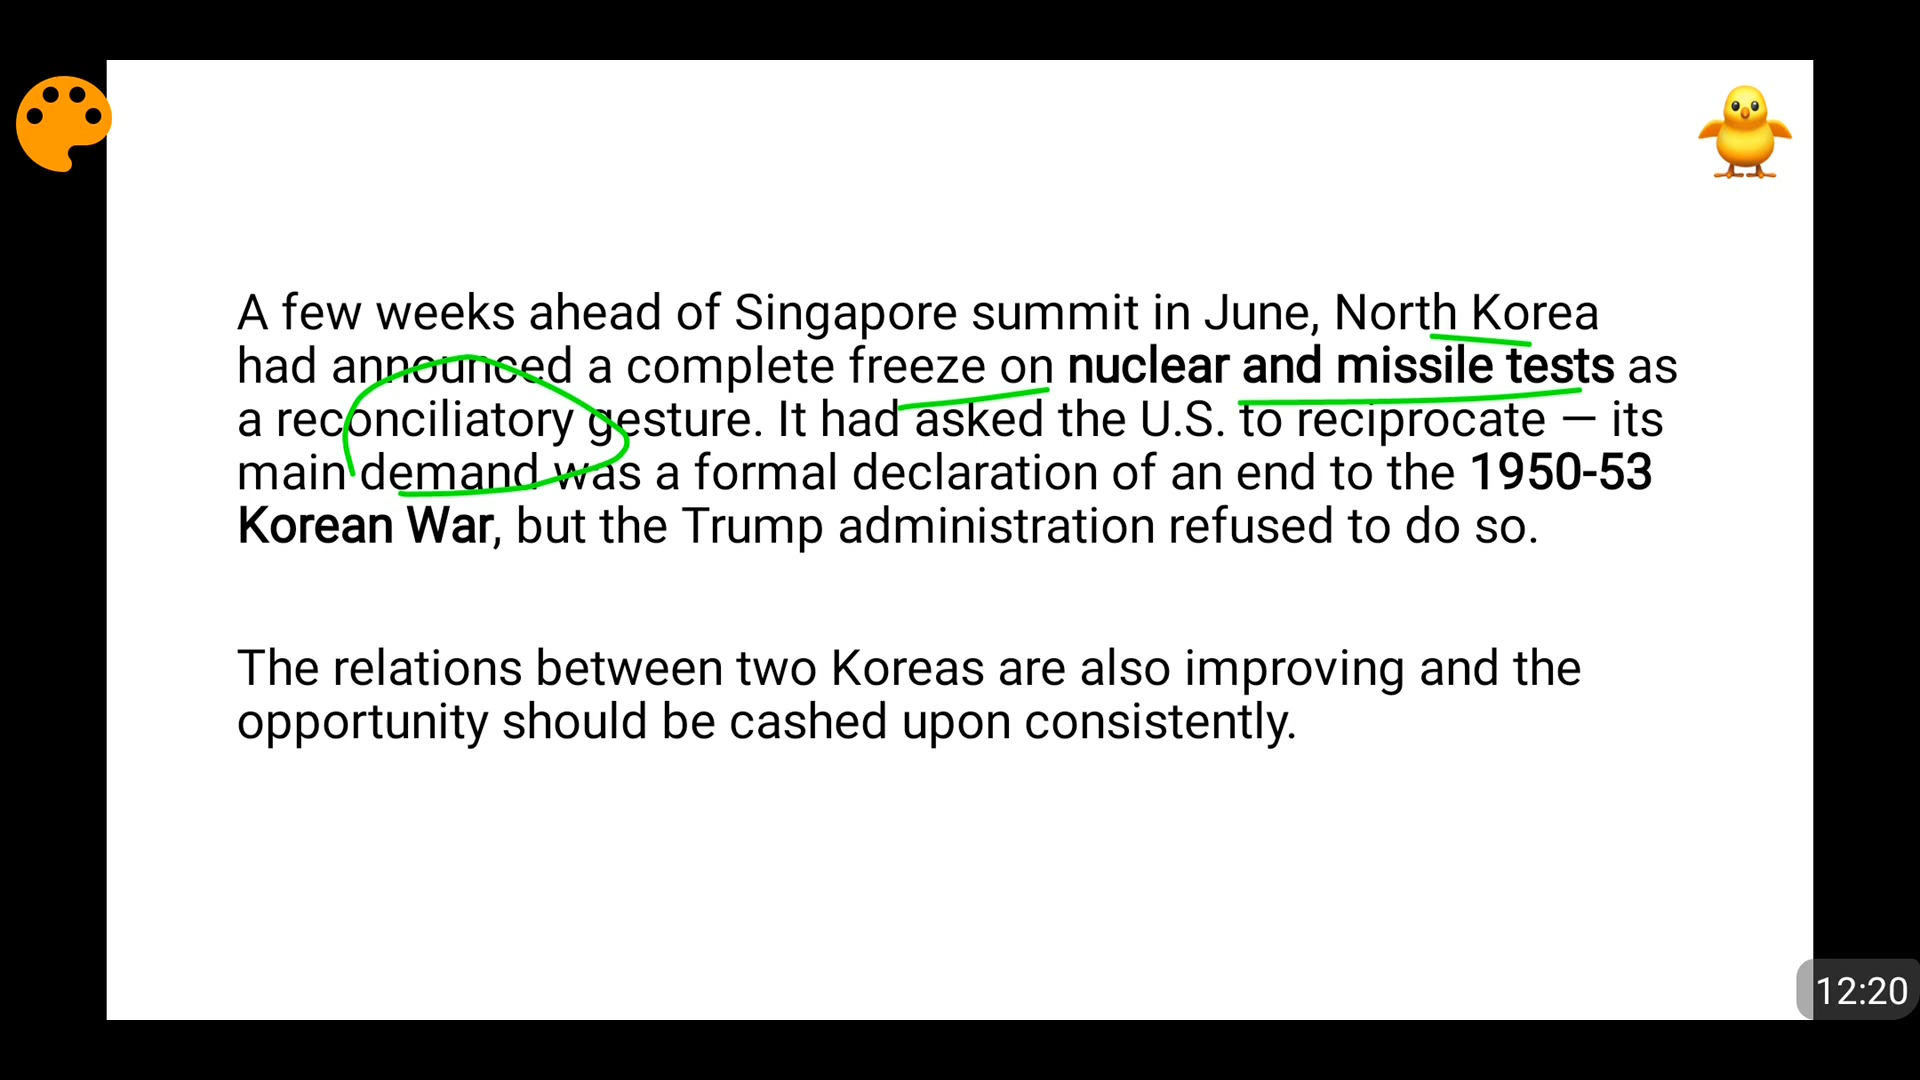 A few weeks ahead of Singapore summit in June, North Korea
had announced a complete freeze on nuclear and missile tests as
a reconciliatory gesture. It had asked the U.S. to reciprocate — its
main demand was a formal declaration of an end to the 1950-53
Korean War, but the Trump administration refused to do so.
The relations between two Koreas are also improving and the
opportunity should be cashed upon consistently.
12:20